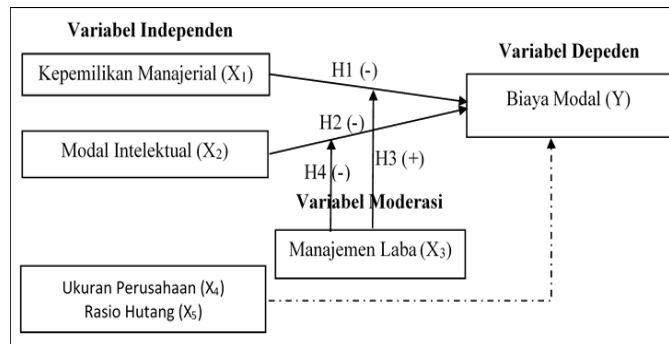 Variabel Independen
Variabel Depeden
Kepemilikan Manajerial (X₁)
H1 (-)
Biaya Modal (Y)
H2 (-)
Modal Intelektual (X₂)
H3 (+)
H4 (-)
Variabel Moderasi
Manajemen Laba (X₃)
Ukuran Perusahaan (X₄)
Rasio Hutang (X₅)